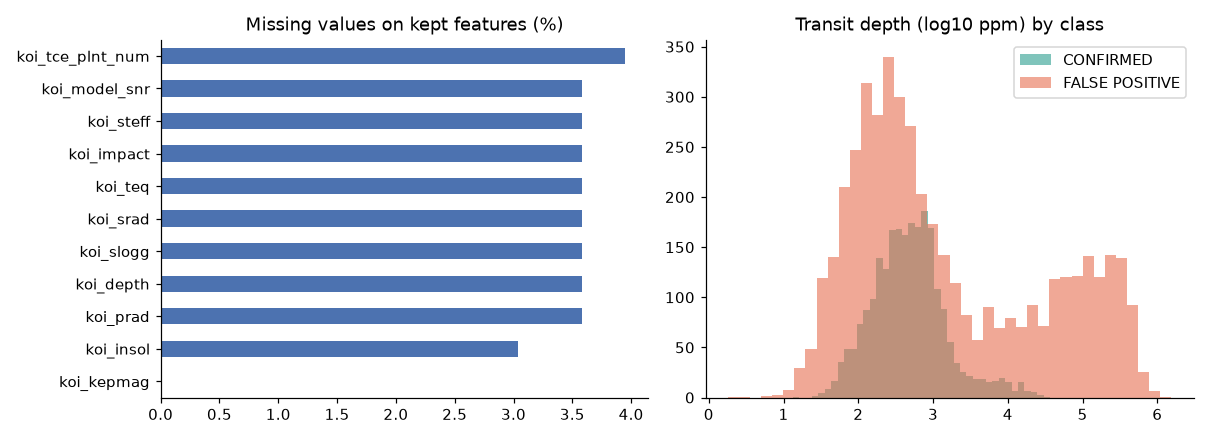 Missing values on kept features (%)
koi_tce_plnt_num
koi_model_snr
koi_steff
koi_impact
koi_teq
koi_srad
koi_slogg
koi_depth
koi_prad
koi_insol
koi_kepmag
0.0 0.5 1.0 1.5 2.0 2.5 3.0 3.5 4.0
Transit depth (log10 ppm) by class
CONFIRMED
FALSE POSITIVE
350
300
250
200
150
100
50
0
0 1 2 3 4 5 6